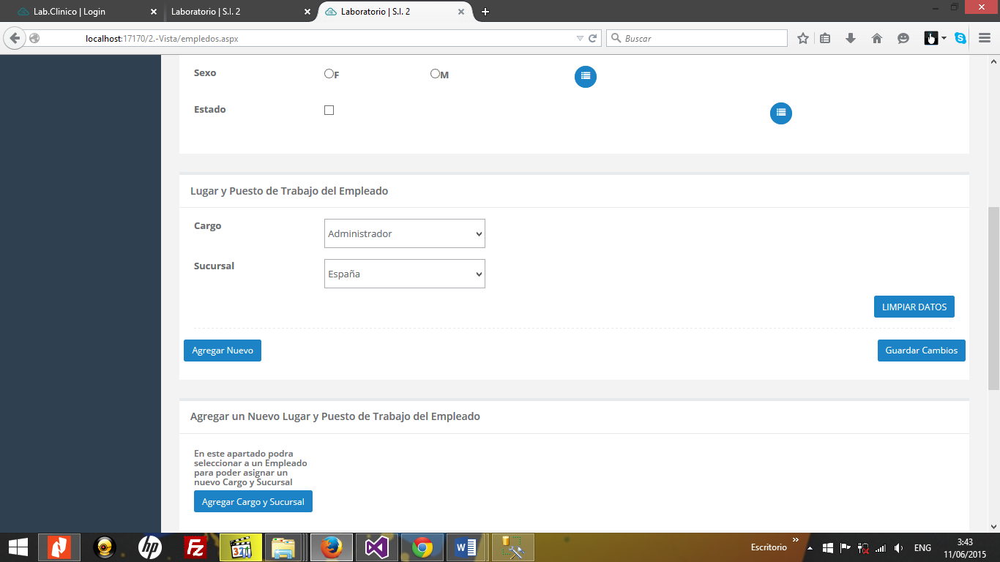 Lab.Clinico | Login
Laboratorio | S.I. 2
Laboratorio | S.I. 2
localhost:17170/2.-Vista/empledos.aspx
Buscar
Sexo
F
M
Estado
Lugar y Puesto de Trabajo del Empleado
Cargo
Administrador
Sucursal
España
LIMPIAR DATOS
Agregar Nuevo
Guardar Cambios
Agregar un Nuevo Lugar y Puesto de Trabajo del Empleado
En este apartado podra
seleccionar a un Empleado
para poder asignar un
nuevo Cargo y Sucursal
Agregar Cargo y Sucursal
hp
Fz
321
W
Escritorio
ENG
3:43
11/06/2015